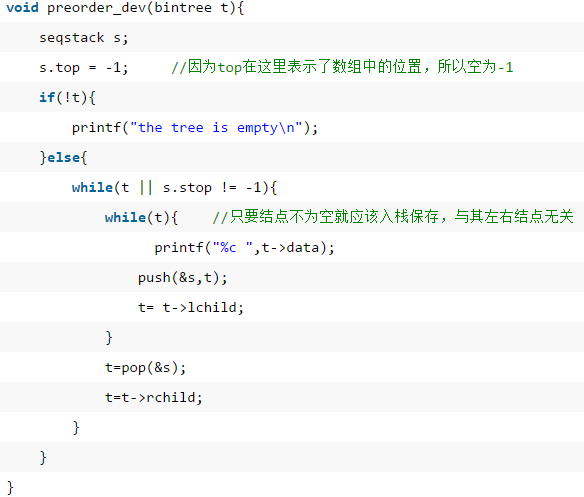 void preorder_dev(bintree t){
    seqstack s;
    s.top = -1;     //因为top在这里表示了数组中的位置，所以空为-1
    if(!t){
        printf("the tree is empty\n");
    }else{
        while(t || s.stop != -1){
            while(t){    //只要结点不为空就应该入栈保存，与其左右结点无关
                  printf("%c ",t->data);
                push(&s,t);
                t= t->lchild;
            }
            t=pop(&s);
            t=t->rchild;
        }
    }
}